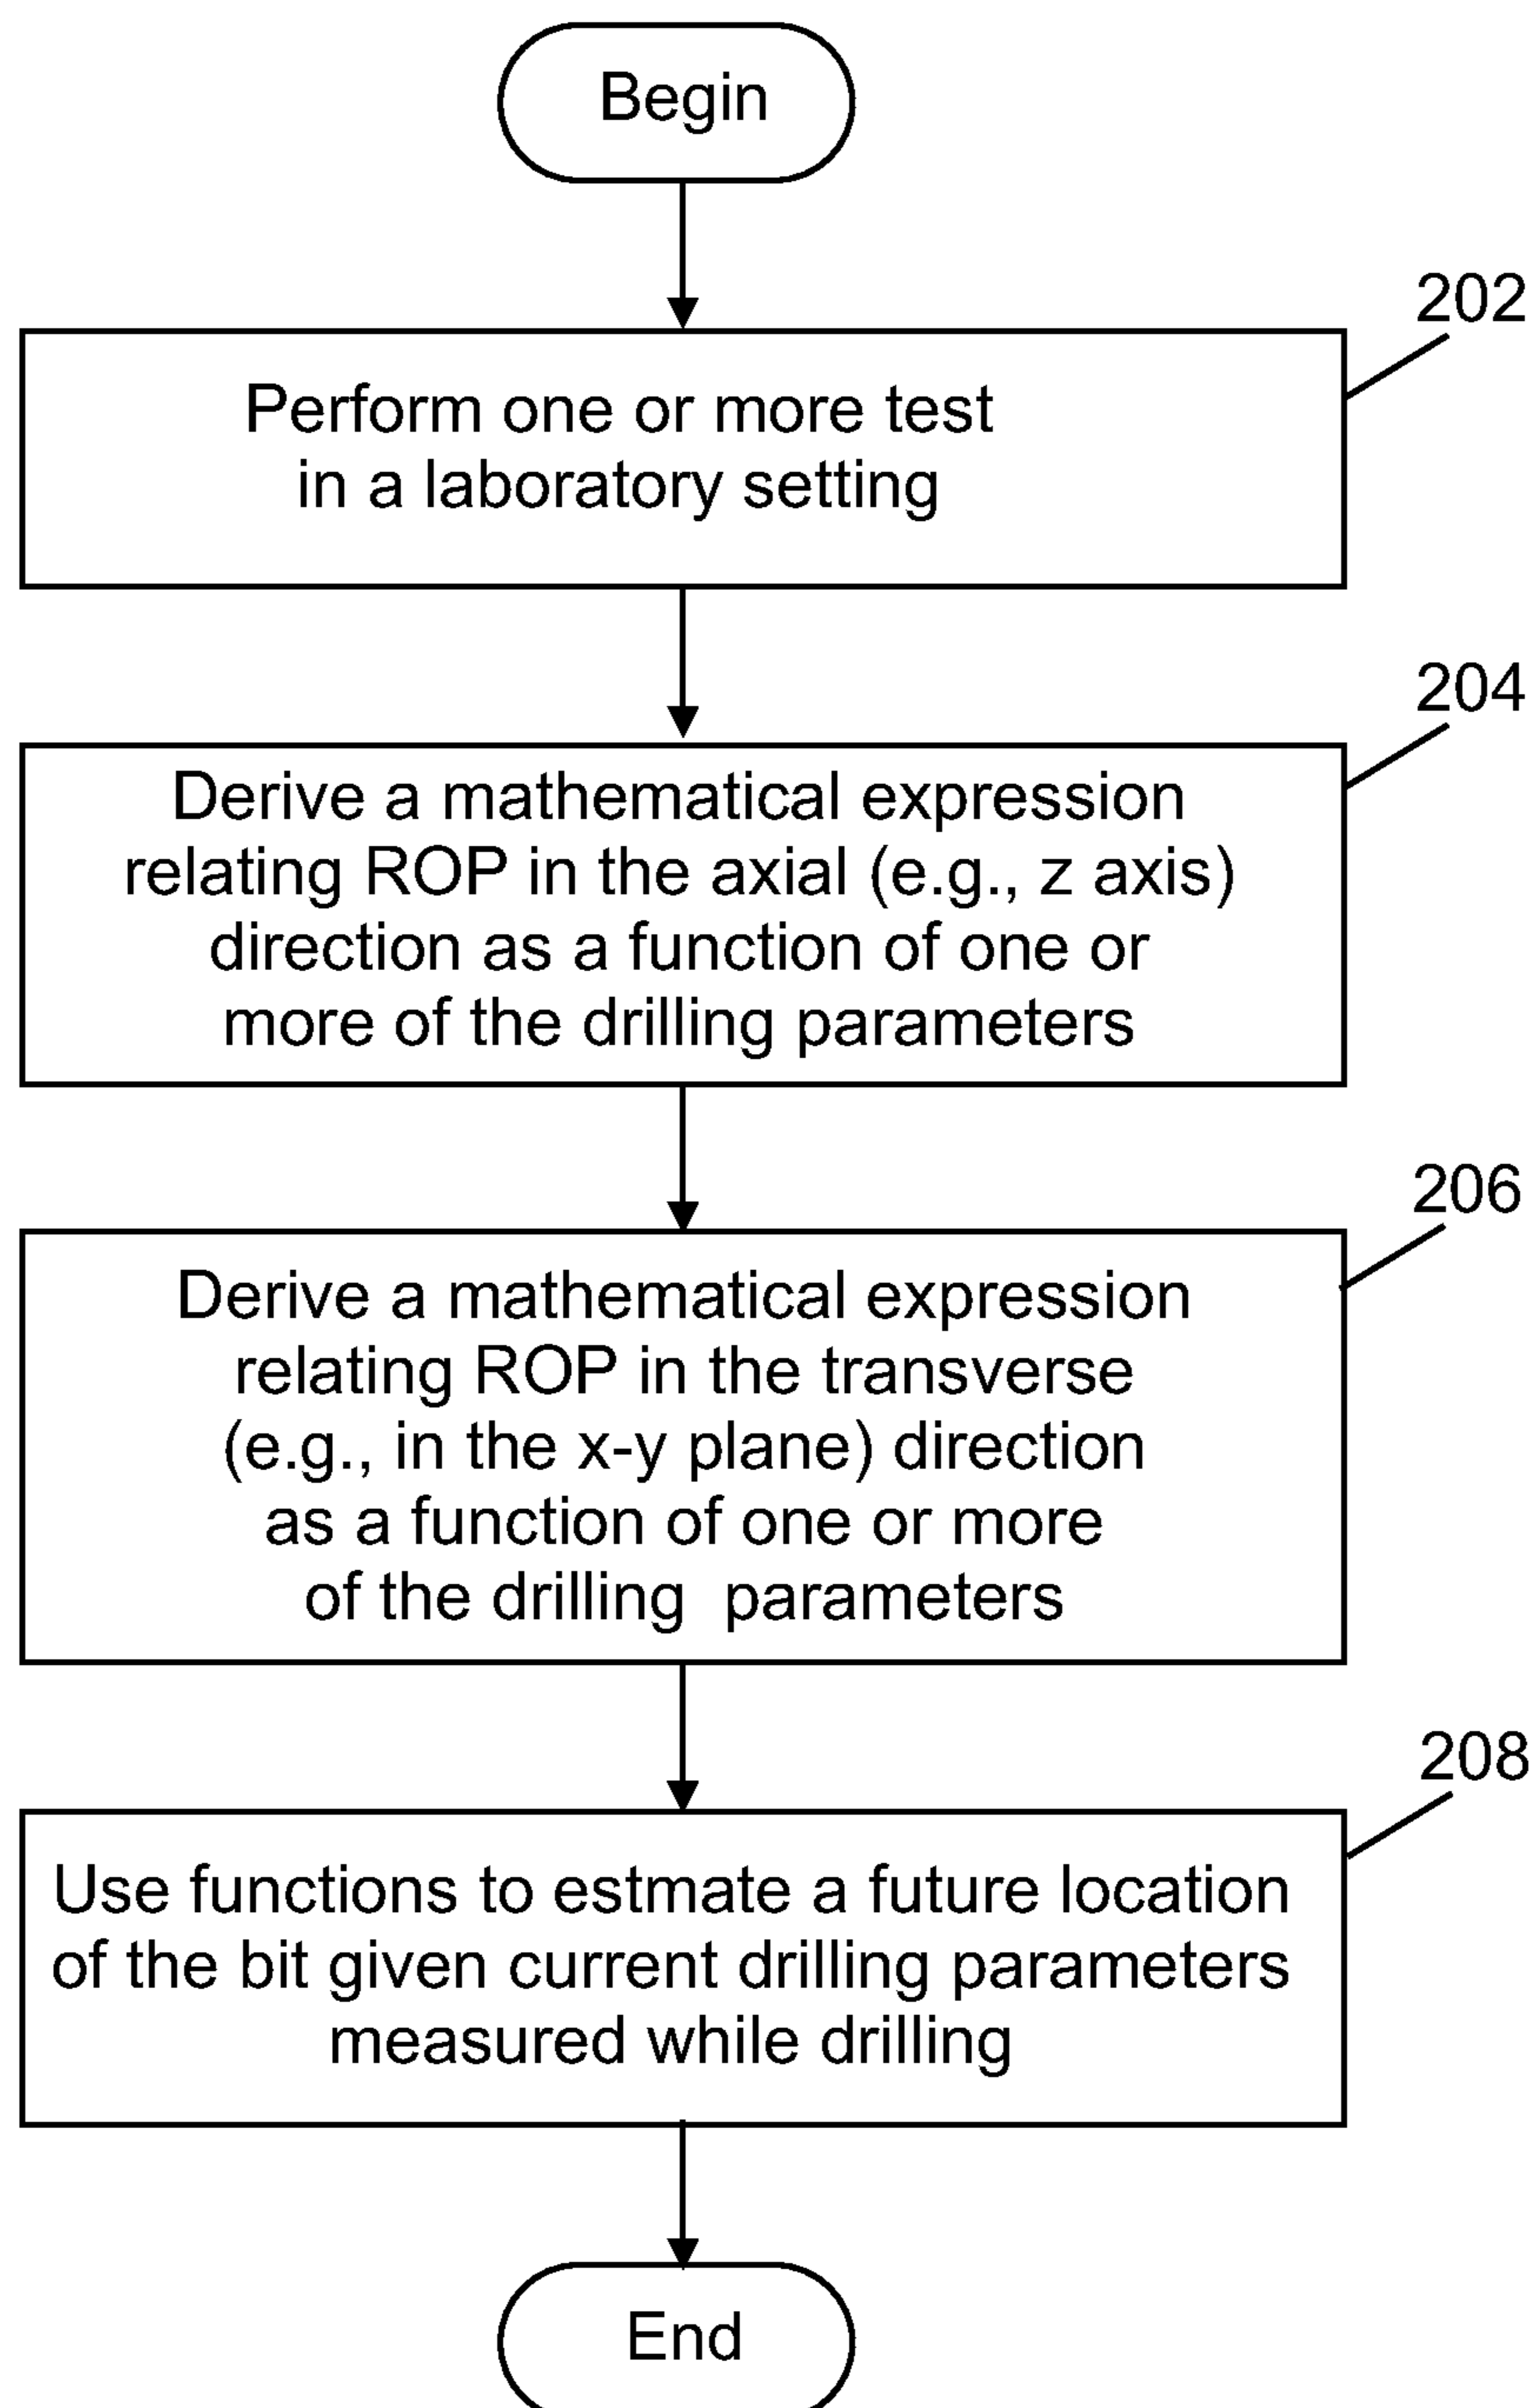 Begin
202
Perform one or more test
in a laboratory setting
204
Derive a mathematical expression
relating ROP in the axial (e.g., z axis)
direction as a function of one or
more of the drilling parameters
206
Derive a mathematical expression
relating ROP in the transverse
(e.g., in the x-y plane) direction
as a function of one or more
of the drilling parameters
208
Use functions to estmate a future location
of the bit given current drilling parameters
measured while drilling
End